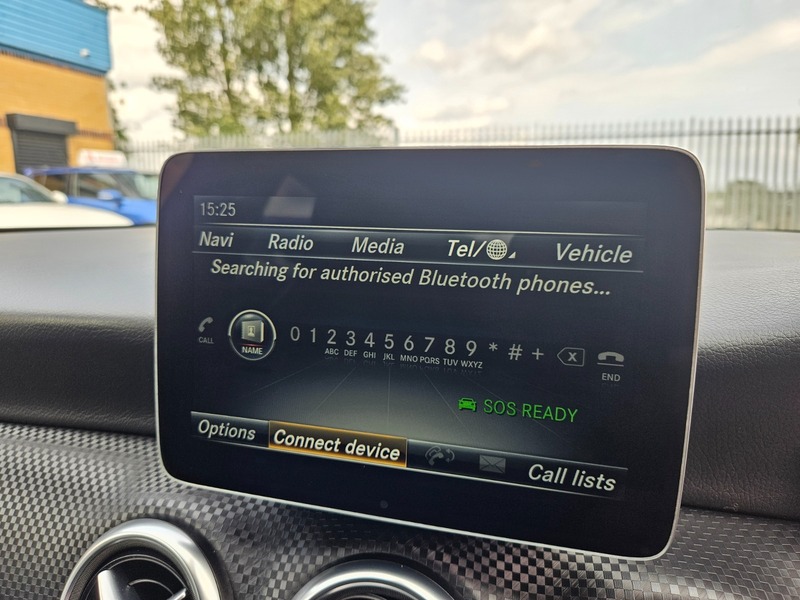 15:25
Navi Radio Media Tel/ Vehicle
Searching for authorised Bluetooth phones...
0 1 2 3 4 5 6 7 8 9 * # +
CALL NAME ABC DEF GHI JKL MNO PQRS TUV WXYZ END
SOS READY
Options Connect device Call lists